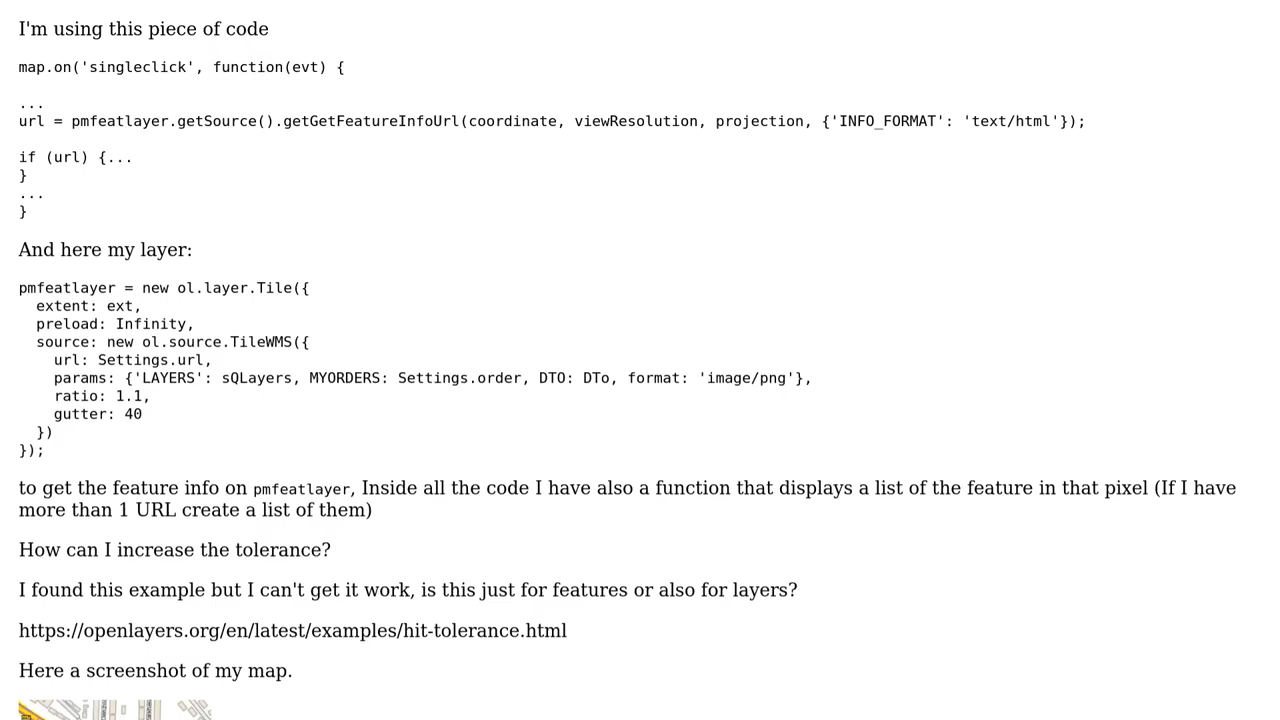 I'm using this piece of code
map.on('singleclick', function(evt) {
...
url = pmfeatlayer.getSource().getGetFeatureInfoUrl(coordinate, viewResolution, projection, {'INFO_FORMAT': 'text/html'});
if (url) {...
}
...
}
And here my layer:
pmfeatlayer = new ol.layer.Tile({
  extent: ext,
  preload: Infinity,
  source: new ol.source.TileWMS({
    url: Settings.url,
    params: {'LAYERS': sQLayers, MYORDERS: Settings.order, DTO: DTo, format: 'image/png'},
    ratio: 1.1,
    gutter: 40
  })
});
to get the feature info on pmfeatlayer, Inside all the code I have also a function that displays a list of the feature in that pixel (If I have
more than 1 URL create a list of them)
How can I increase the tolerance?
I found this example but I can't get it work, is this just for features or also for layers?
https://openlayers.org/en/latest/examples/hit-tolerance.html
Here a screenshot of my map.